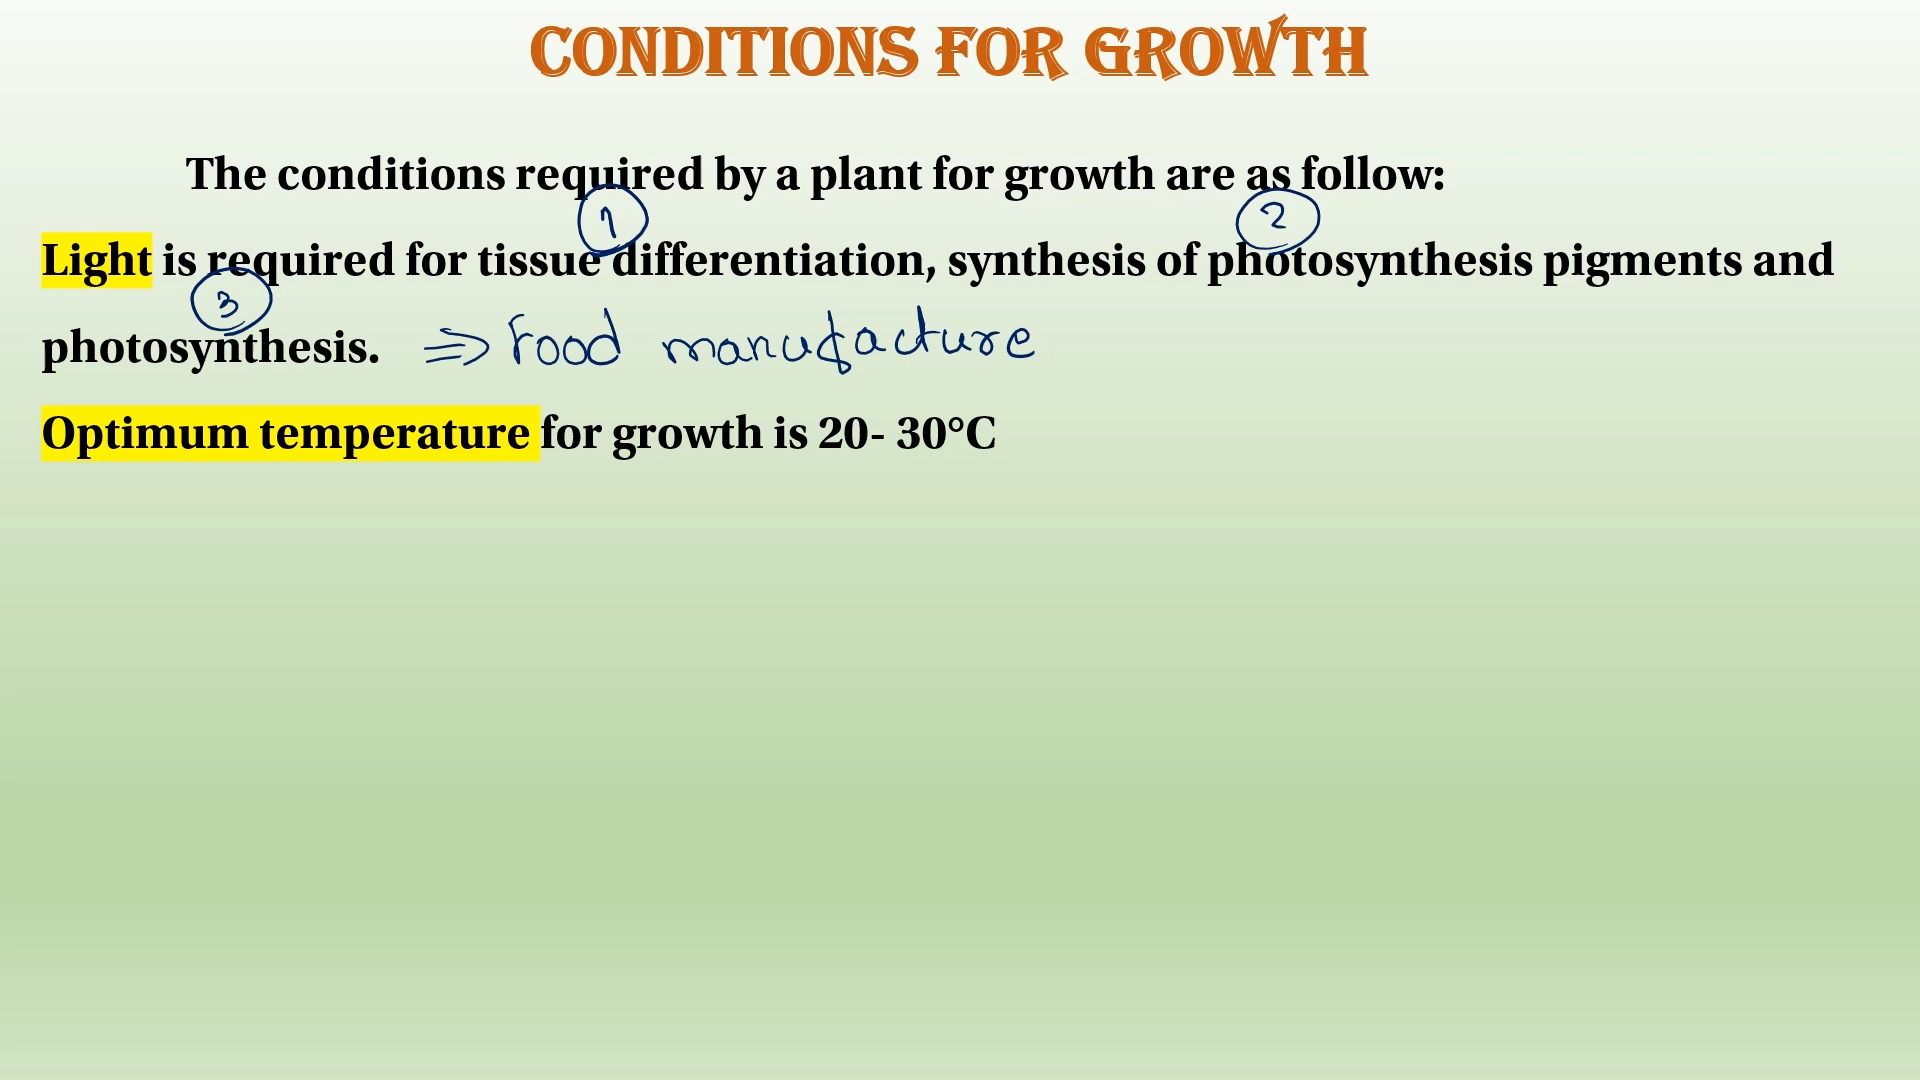 CONDITIONS FOR GROWTH
The conditions required by a plant for growth are as follow:
1 2
Light is required for tissue differentiation, synthesis of photosynthesis pigments and
3
photosynthesis. ⇒ Food manufacture
Optimum temperature for growth is 20- 30°C